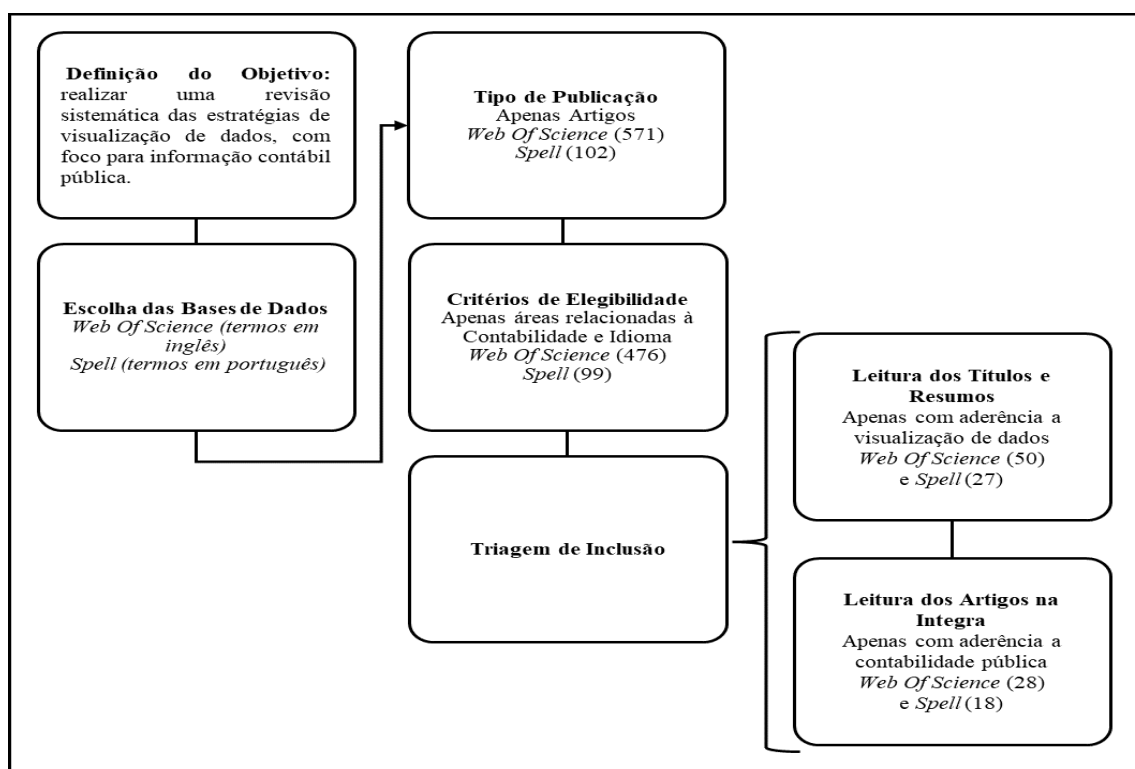 Definição do Objetivo:
realizar uma revisão
sistemática das estratégias de
visualização de dados, com
foco para informação contábil
pública.
Escolha das Bases de Dados
Web Of Science (termos em
inglês)
Spell (termos em português)
Tipo de Publicação
Apenas Artigos
Web Of Science (571)
Spell (102)
Critérios de Elegibilidade
Apenas áreas relacionadas à
Contabilidade e Idioma
Web Of Science (476)
Spell (99)
Triagem de Inclusão
Leitura dos Títulos e
Resumos
Apenas com aderência a
visualização de dados
Web Of Science (50)
e Spell (27)
Leitura dos Artigos na
Integra
Apenas com aderência a
contabilidade pública
Web Of Science (28)
e Spell (18)